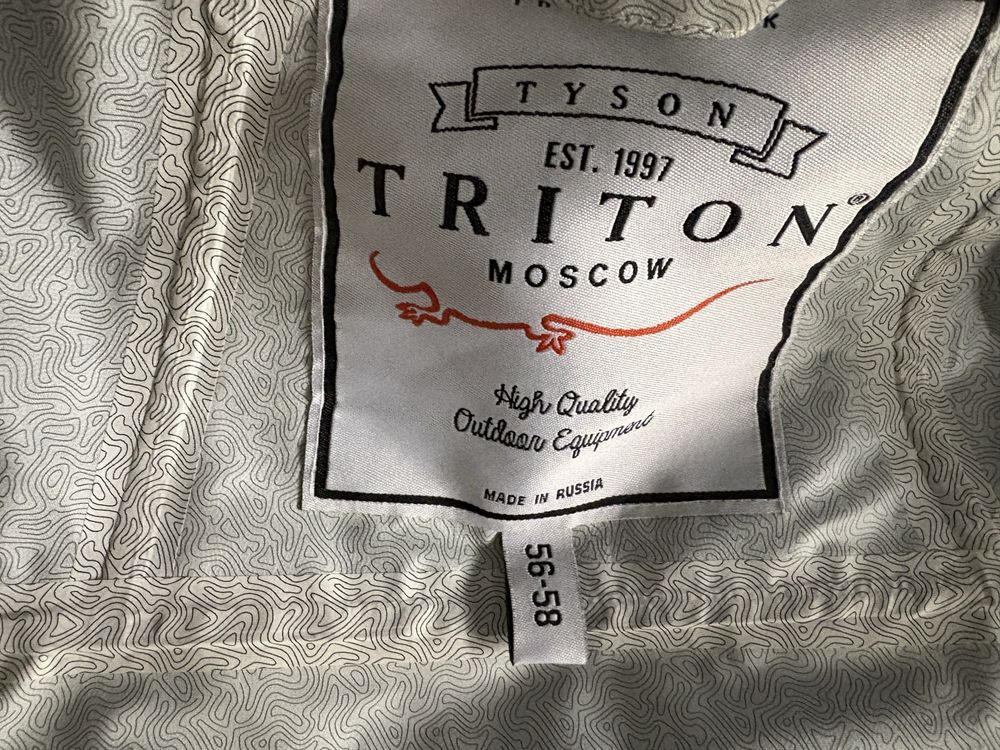 TYSON
EST. 1997
TRITON®
MOSCOW
High Quality
Outdoor Equipment
MADE IN RUSSIA
56-58